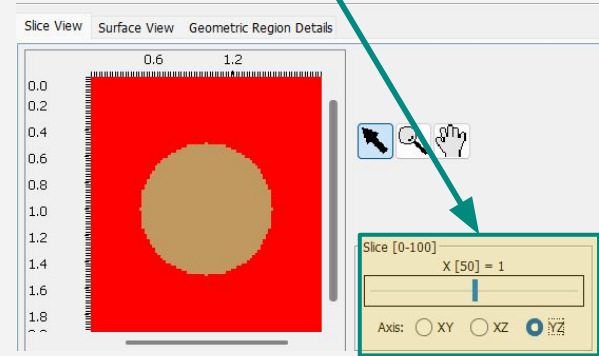 Slice View Surface View Geometric Region Details
0.6 1.2
0.0
0.2
0.4
0.6
0.8
1.0
1.2
1.4
1.6
1.8
Slice [0-100]
X [50] = 1
Axis: XY XZ YZ